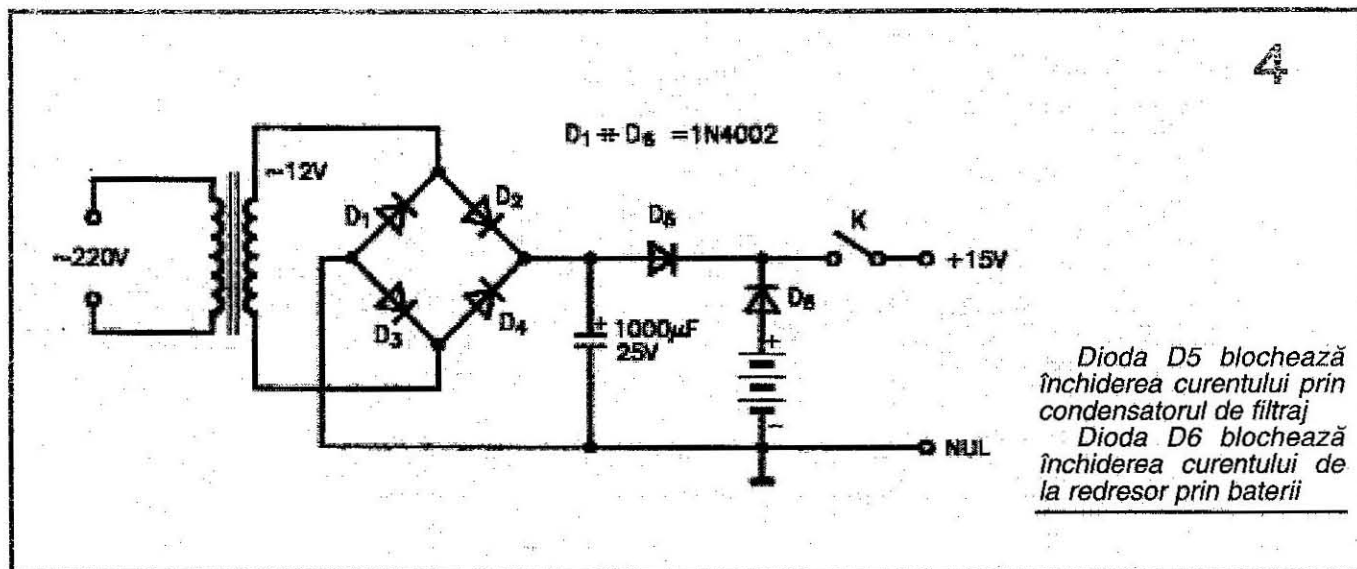 4
D1 ÷ D6 =1N4002
~12V
D1
D2
D5
K
~220V
+15V
D6
D3
D4
+
1000μF
25V
+
-
NUL
Dioda D5 blochează
închiderea curentului prin
condensatorul de filtraj
Dioda D6 blochează
închiderea curentului de
la redresor prin baterii